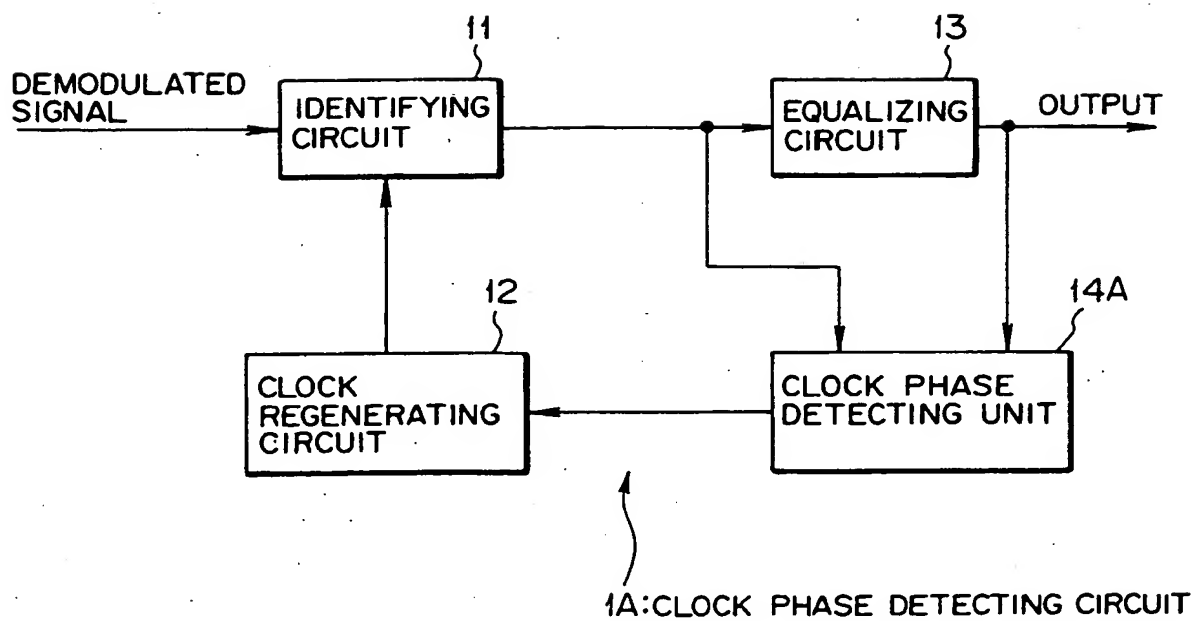 11
13
DEMODULATED
SIGNAL
IDENTIFYING
CIRCUIT
EQUALIZING
CIRCUIT
OUTPUT
12
14A
CLOCK
REGENERATING
CIRCUIT
CLOCK PHASE
DETECTING UNIT
1A:CLOCK PHASE DETECTING CIRCUIT